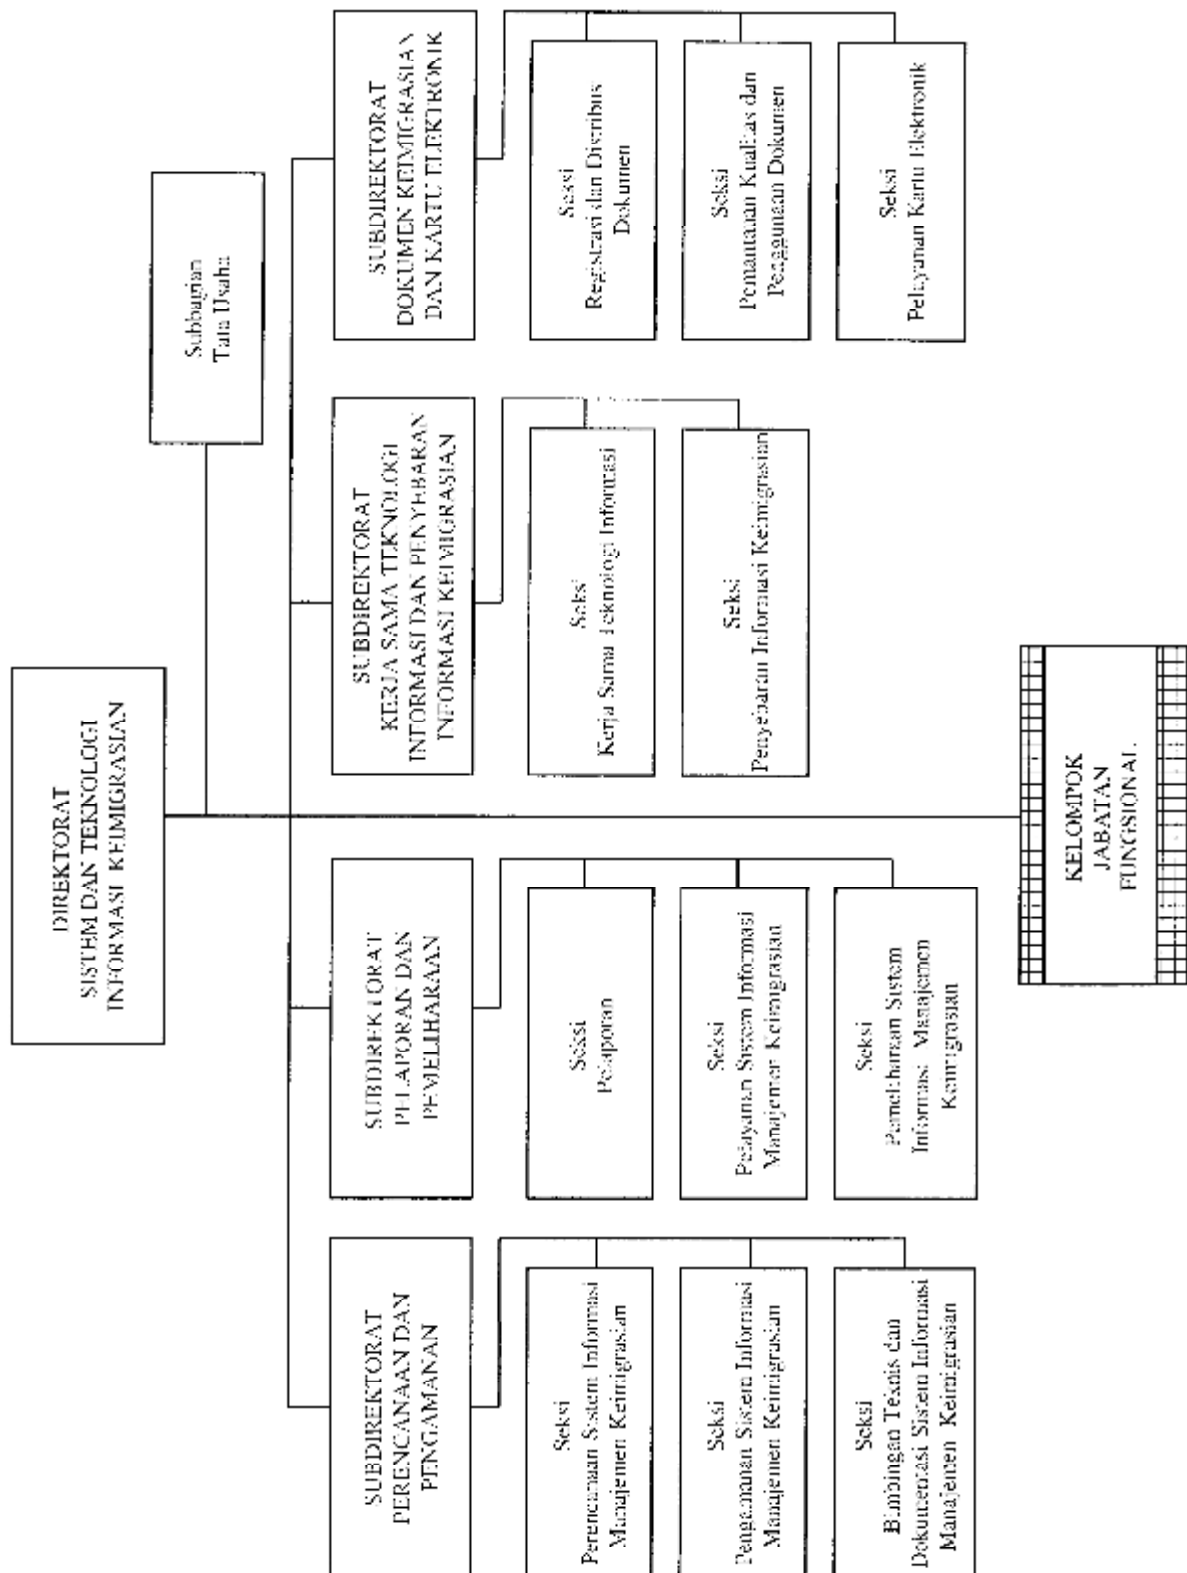 DIREKTORAT
SISTEM DAN TEKNOLOGI
INFORMASI KEIMIGRASIAN
Subbagian
Tata Usaha
SUBDIREKTORAT
PERENCANAAN DAN
PENGAMANAN
SUBDIREKTORAT
PELAPORAN DAN
PEMELIHARAAN
SUBDIREKTORAT
KERJA SAMA TEKNOLOGI
INFORMASI DAN PENYEBARAN
INFORMASI KEIMIGRASIAN
SUBDIREKTORAT
DOKUMEN KEIMIGRASIAN
DAN KARTU ELEKTRONIK
Seksi
Perencanaan Sistem Informasi
Manajemen Keimigrasian
Seksi
Pelaporan
Seksi
Kerja Sama Teknologi Informasi
Seksi
Registrasi dan Distribus
Dokumen
Seksi
Pengamanan Sistem Informasi
Manajemen Keimigrasian
Seksi
Pelayanan Sistem Informasi
Manajemen Keimigrasian
Seksi
Penyebaran Informasi Keimigrasian
Seksi
Pemantauan Kualitas dan
Penggunaan Dokumen
Seksi
Bimbingan Teknis dan
Dokumentasi Sistem Informasi
Manajemen Keimigrasian
Seksi
Pemeliharaan Sistem
Informasi Manajemen
Keimigrasian
Seksi
Pelayanan Kartu Elektronik
KELOMPOK
JABATAN
FUNGSIONAL